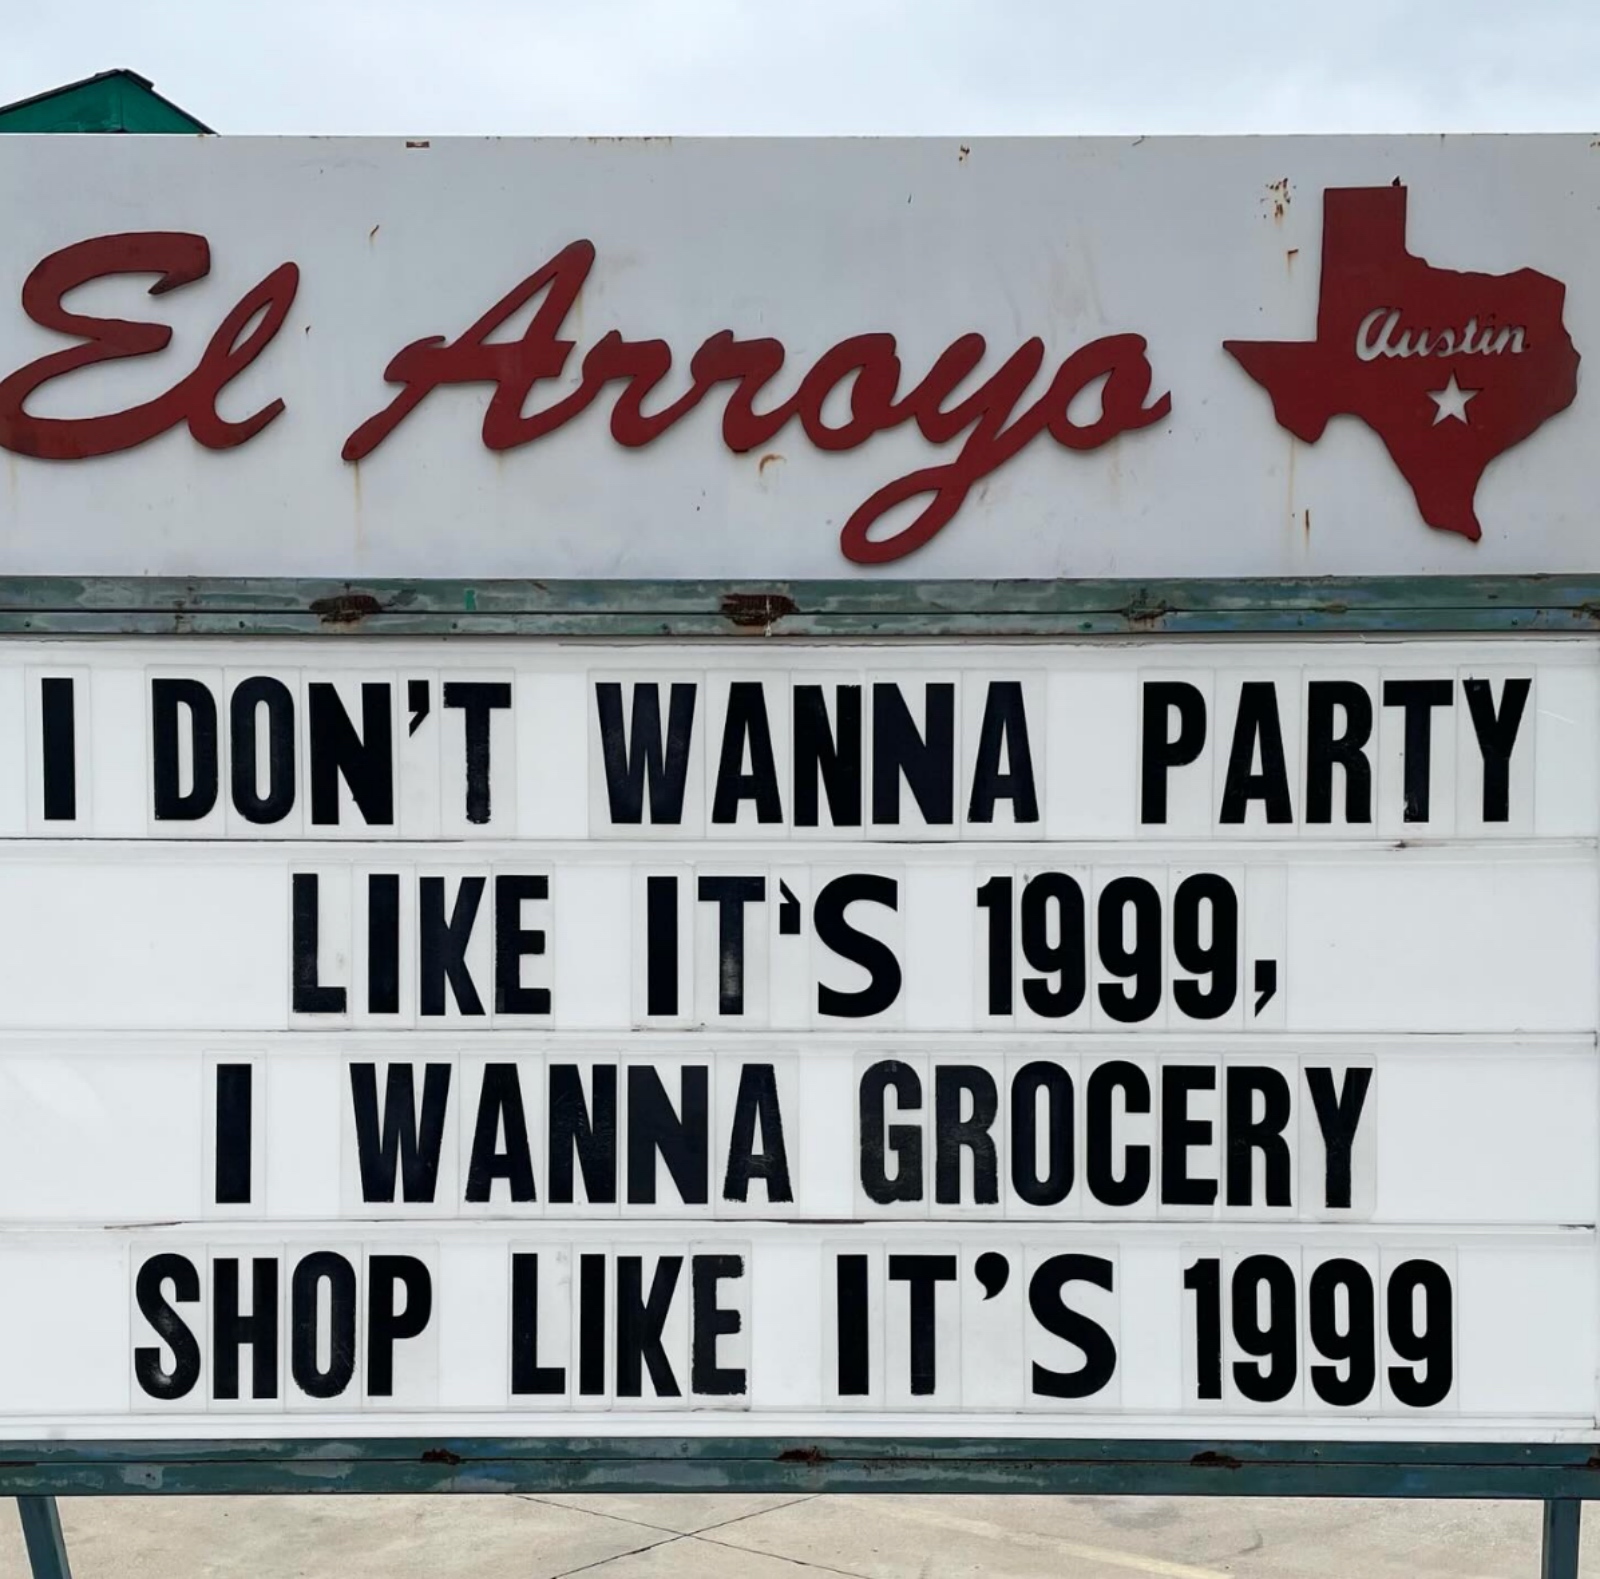 El Arroyo
Austin
I DON'T WANNA PARTY
LIKE IT'S 1999,
I WANNA GROCERY
SHOP LIKE IT'S 1999